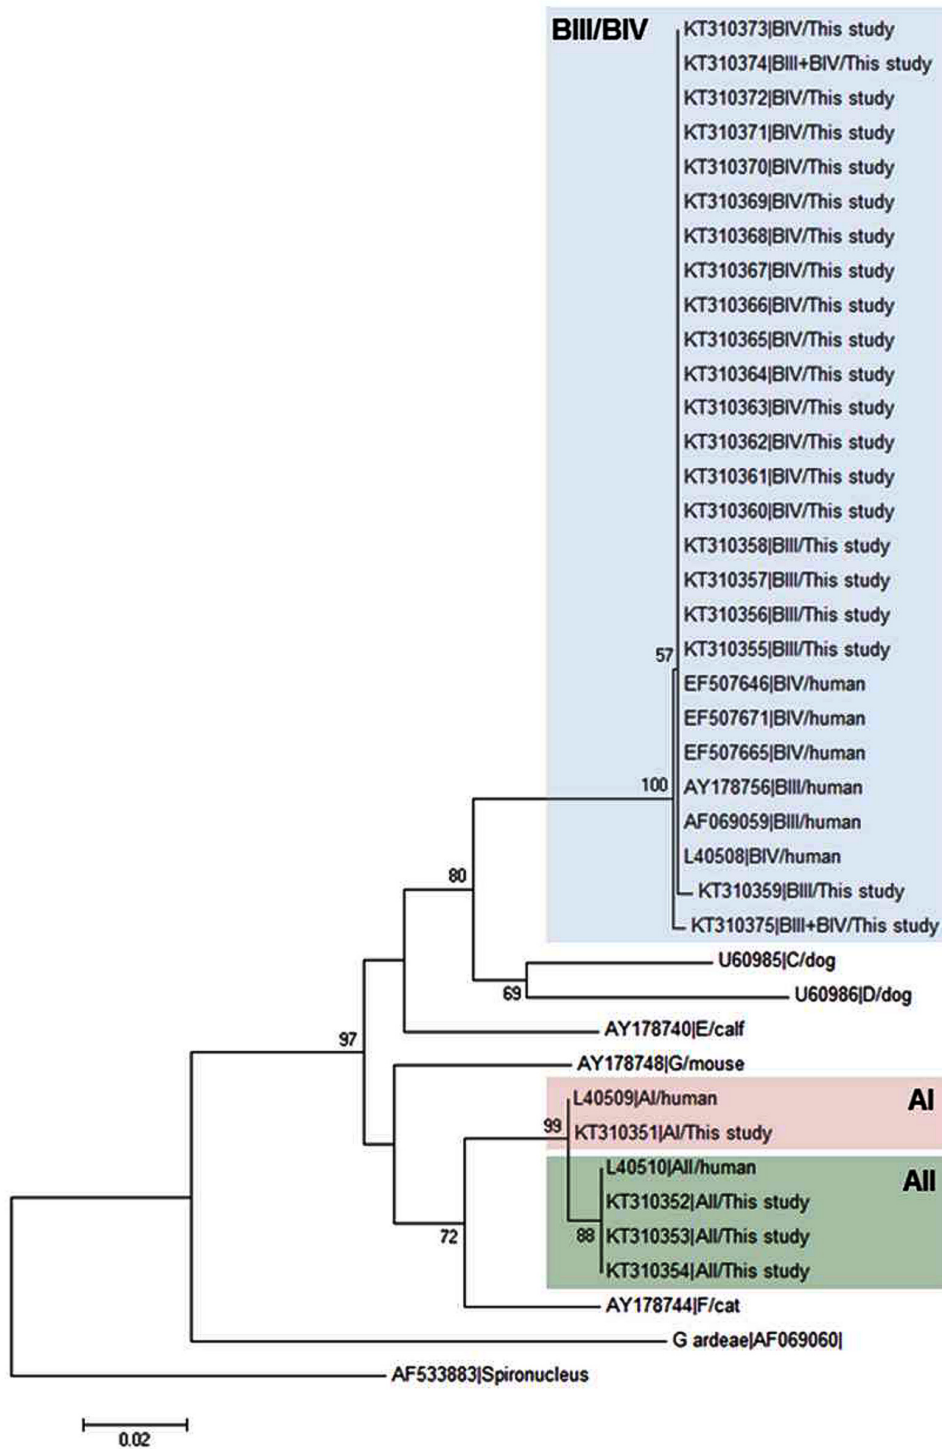 BIII/BIV
KT310373|BIV/This study
KT310374|BIII+BIV/This study
KT310372|BIV/This study
KT310371|BIV/This study
KT310370|BIV/This study
KT310369|BIV/This study
KT310368|BIV/This study
KT310367|BIV/This study
KT310366|BIV/This study
KT310365|BIV/This study
KT310364|BIV/This study
KT310363|BIV/This study
KT310362|BIV/This study
KT310361|BIV/This study
KT310360|BIV/This study
KT310358|BIII/This study
KT310357|BIII/This study
KT310356|BIII/This study
KT310355|BIII/This study
57
EF507646|BIV/human
EF507671|BIV/human
EF507665|BIV/human
100
AY178756|BIII/human
AF069059|BIII/human
L40508|BIV/human
80
KT310359|BIII/This study
KT310375|BIII+BIV/This study
U60985|C/dog
69
U60986|D/dog
AY178740|E/calf
97
AY178748|G/mouse
AI
L40509|AI/human
99
KT310351|AI/This study
AII
L40510|AII/human
KT310352|AII/This study
72
88
KT310353|AII/This study
KT310354|AII/This study
AY178744|F/cat
G ardeae|AF069060|
AF533883|Spironucleus
0.02